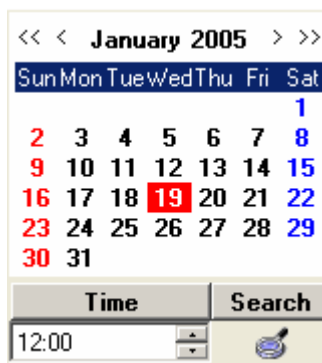 << < January 2005 > >>
Sun Mon Tue Wed Thu Fri Sat
1
2 3 4 5 6 7 8
9 10 11 12 13 14 15
16 17 18 19 20 21 22
23 24 25 26 27 28 29
30 31
Time Search
12:00